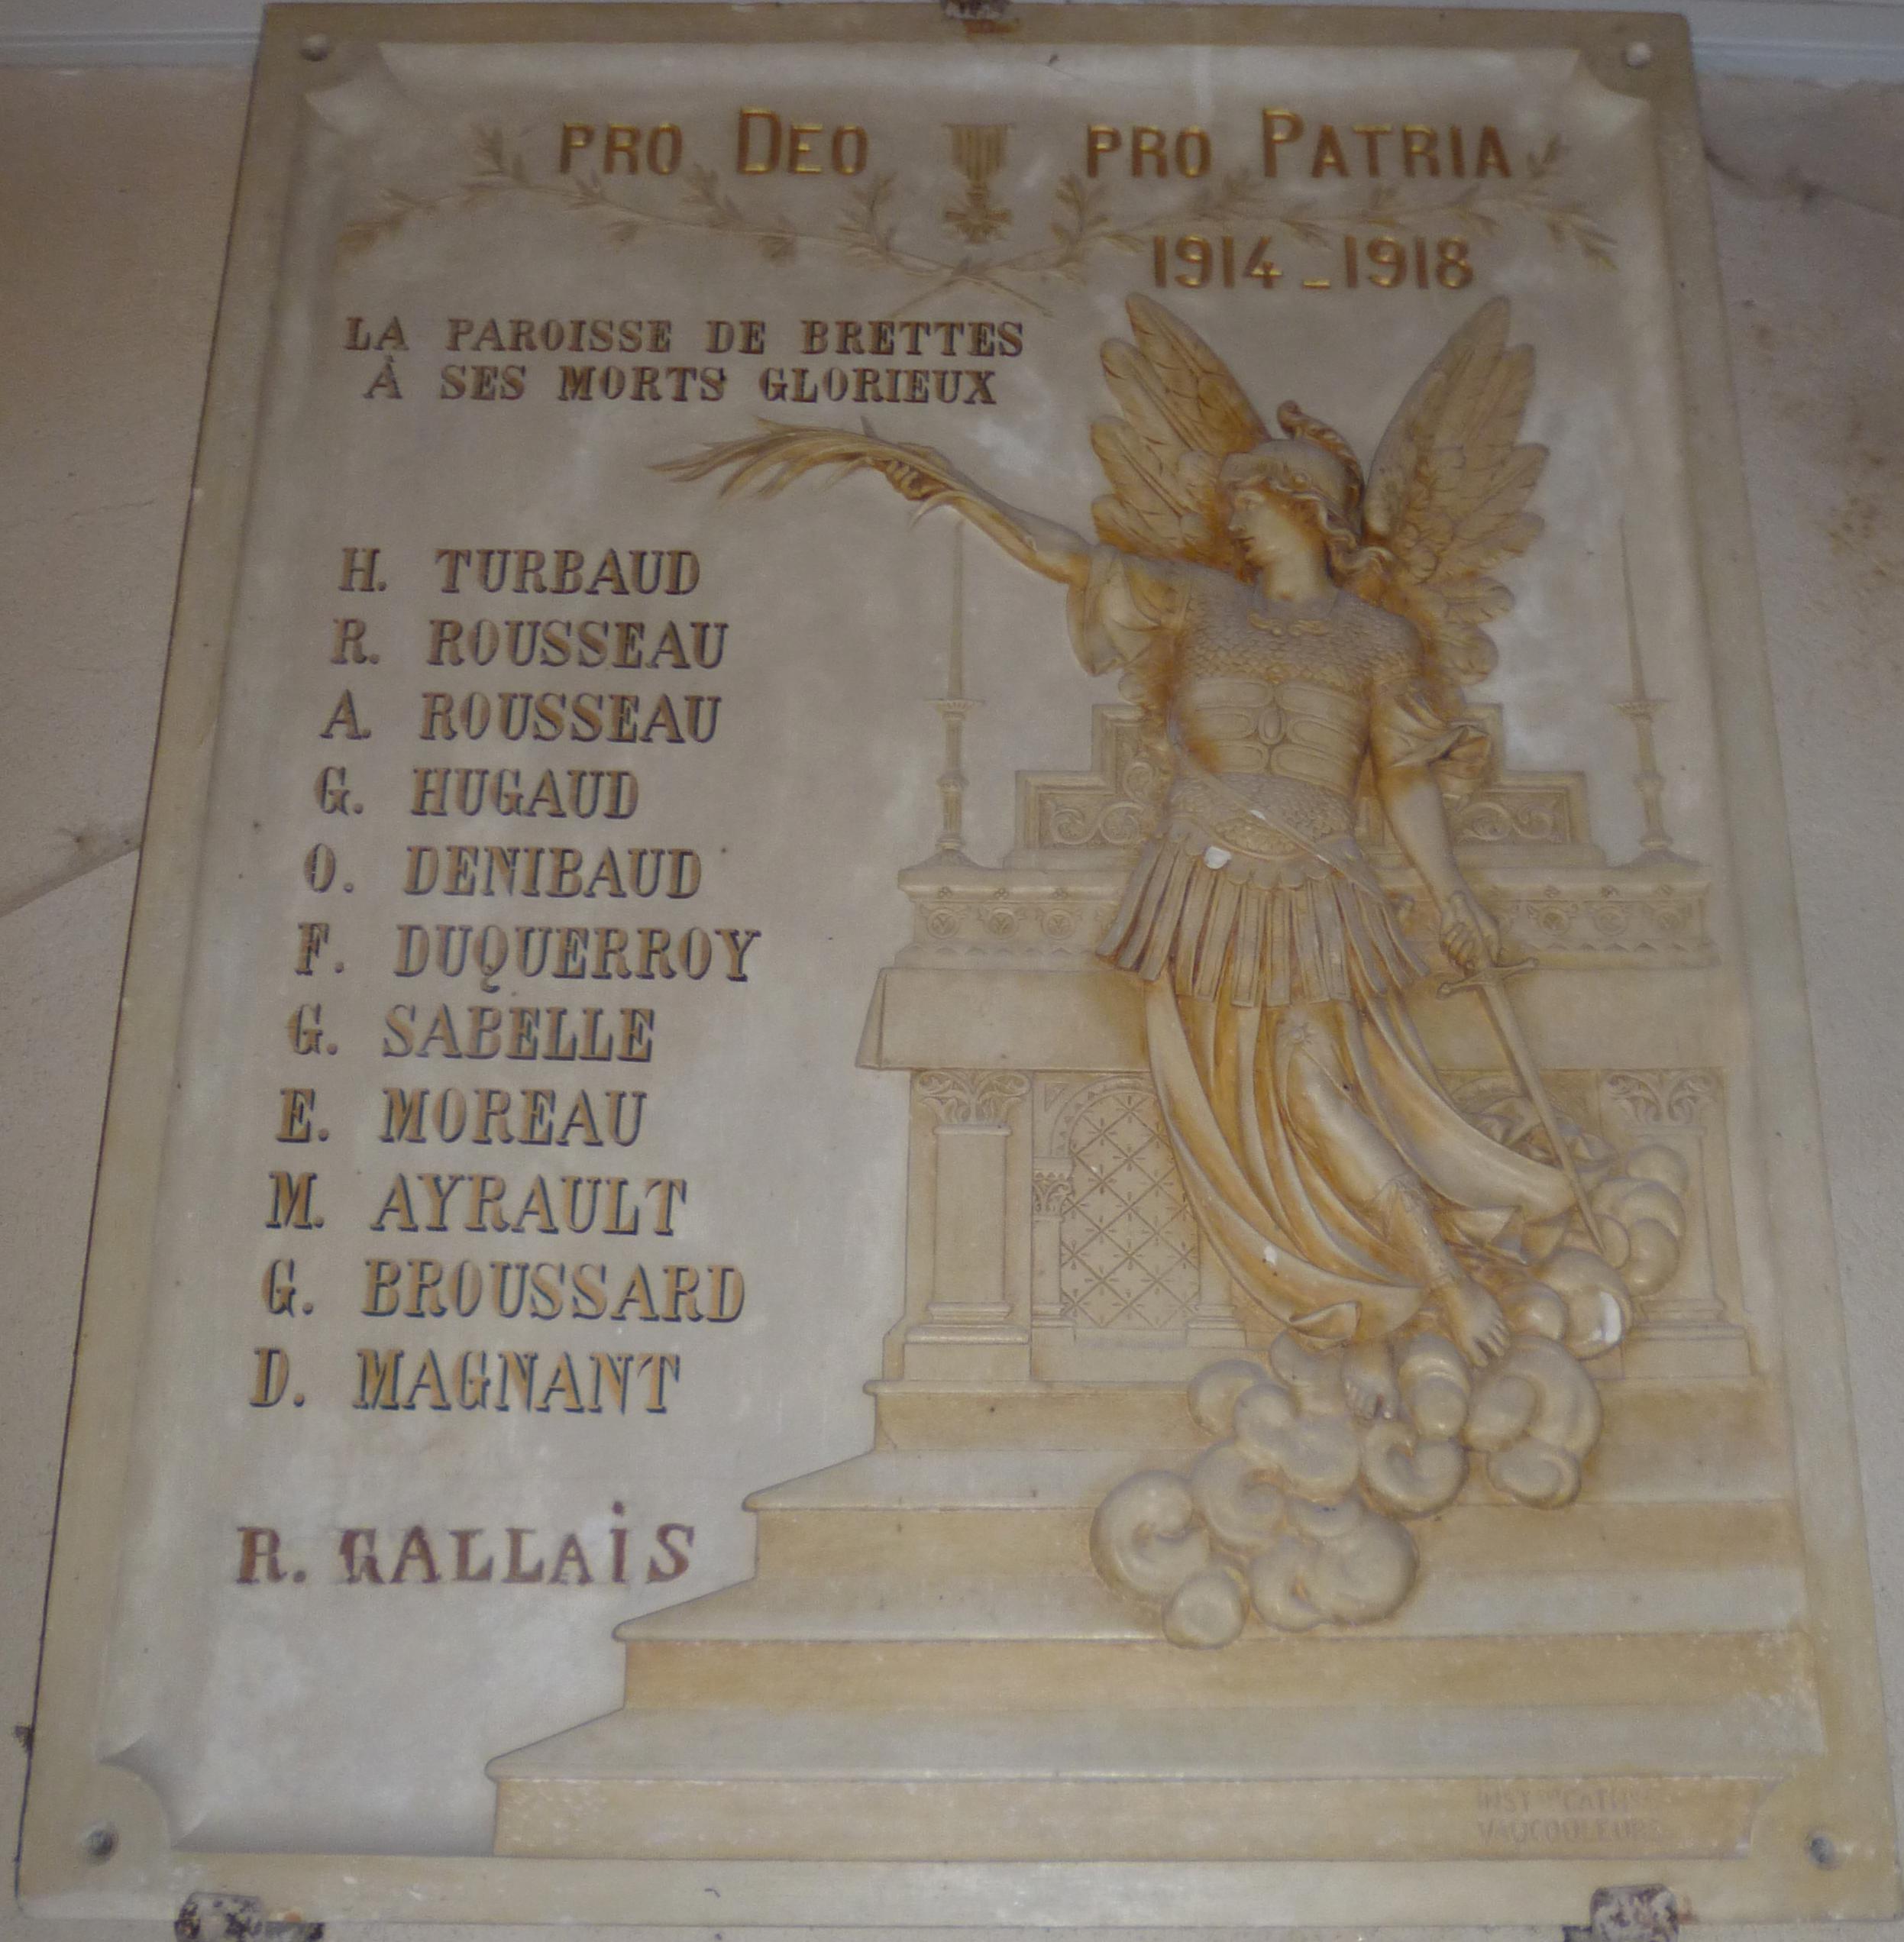 PRO DEO PRO PATRIA
1914_1918
LA PAROISSE DE BRETTES
À SES MORTS GLORIEUX
H. TURBAUD
R. ROUSSEAU
A. ROUSSEAU
G. HUGAUD
O. DENIBAUD
F. DUQUERROY
G. SABELLE
E. MOREAU
M. AYRAULT
G. BROUSSARD
D. MAGNANT
R. GALLAiS
VAUCOULEURS